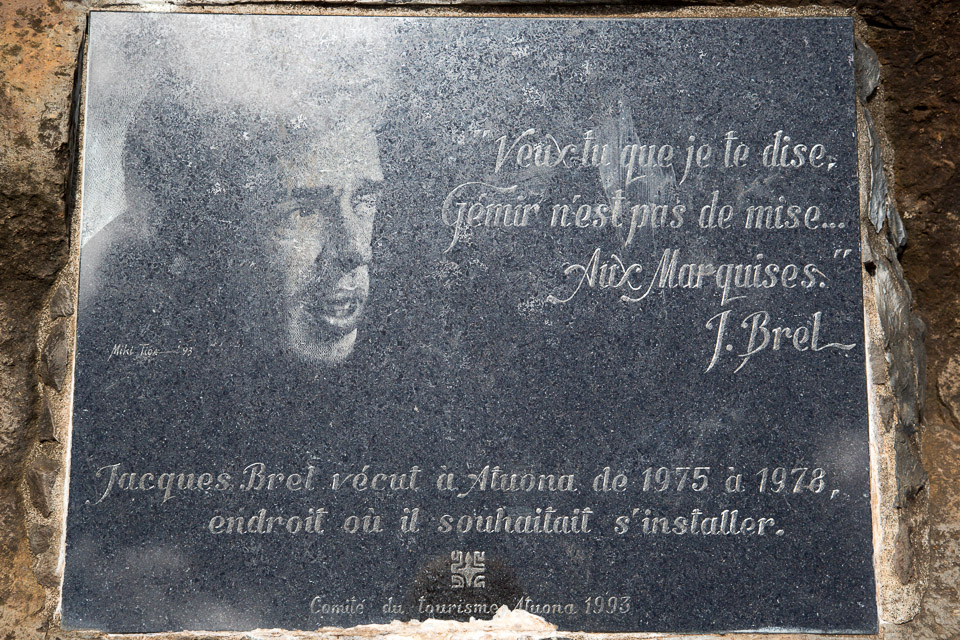 "Veux-tu que je te dise,
Gémir n'est pas de mise...
Aux Marquises."
J. Brel
'93
Jacques Brel vécut à Atuona de 1975 à 1978,
endroit où il souhaitait s'installer.
Comité du tourisme Atuona 1993